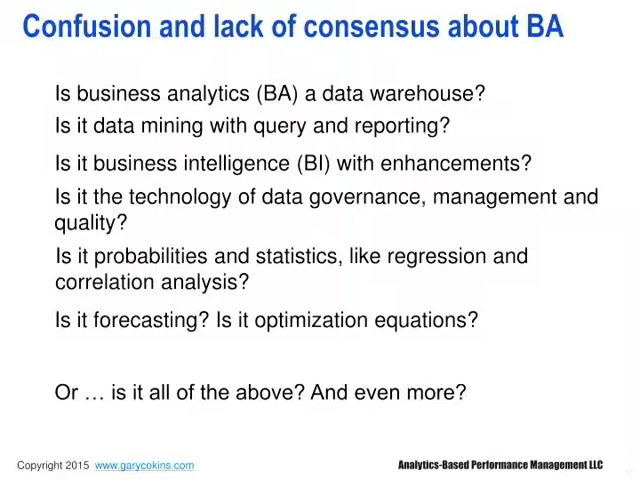 Confusion and lack of consensus about BA
Is business analytics (BA) a data warehouse?
Is it data mining with query and reporting?
Is it business intelligence (BI) with enhancements?
Is it the technology of data governance, management and
quality?
Is it probabilities and statistics, like regression and
correlation analysis?
Is it forecasting? Is it optimization equations?
Or … is it all of the above? And even more?
Copyright 2015 www.garycokins.com
Analytics-Based Performance Management LLC